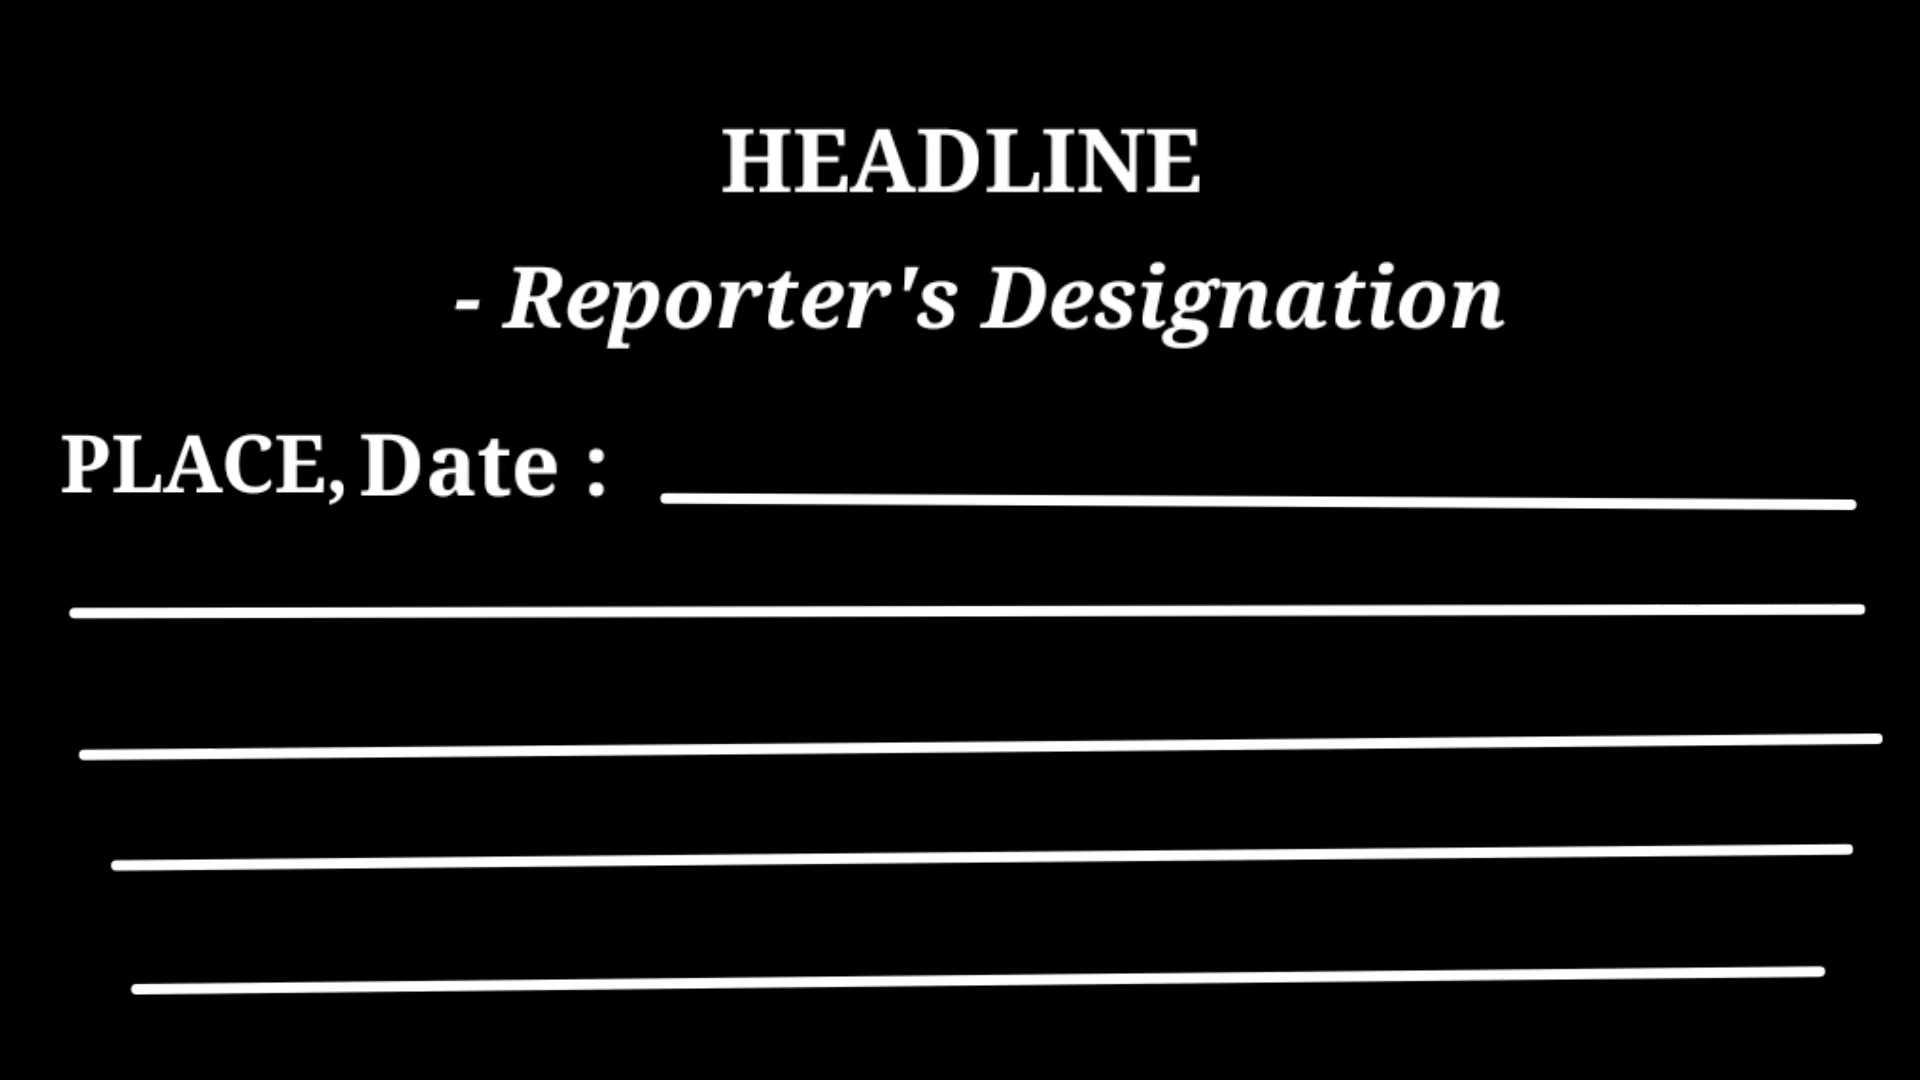 HEADLINE
- Reporter's Designation
PLACE, Date :